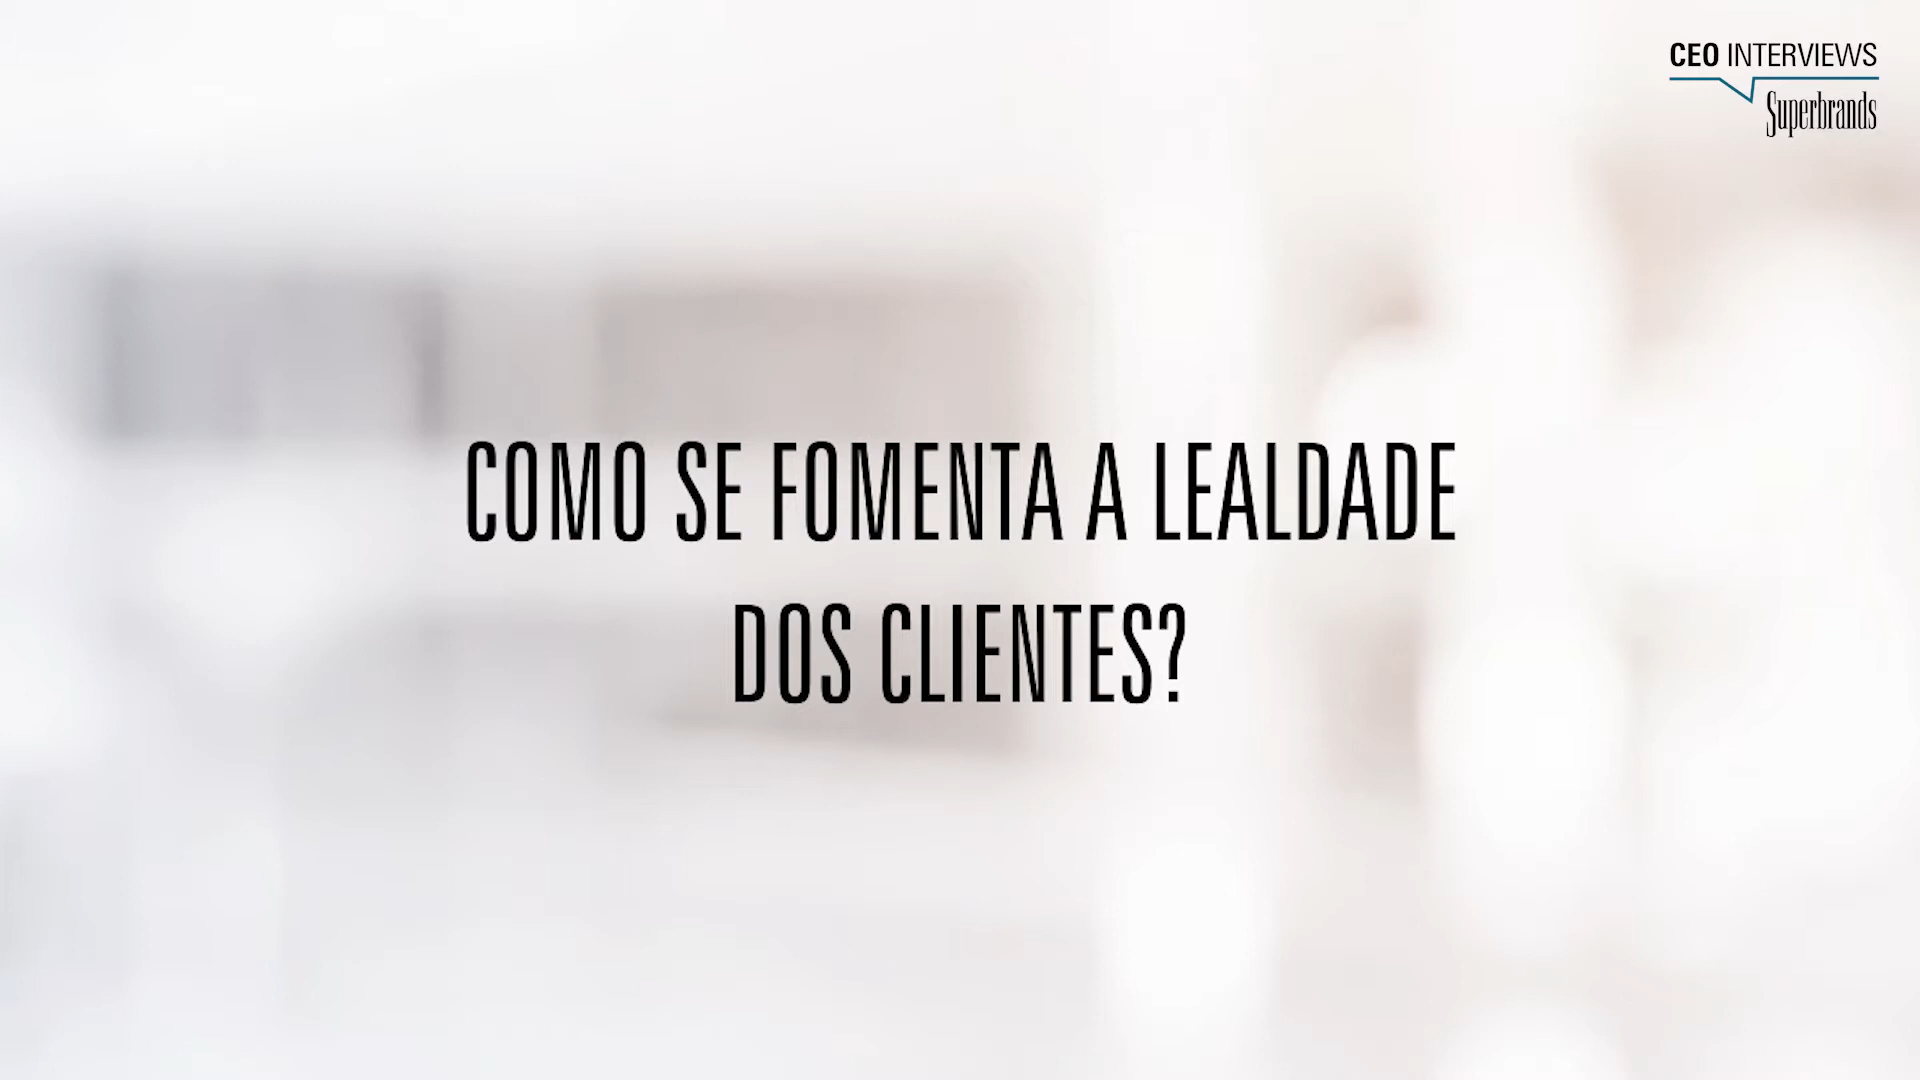 CEO INTERVIEWS
Superbrands
COMO SE FOMENTA A LEALDADE
DOS CLIENTES?